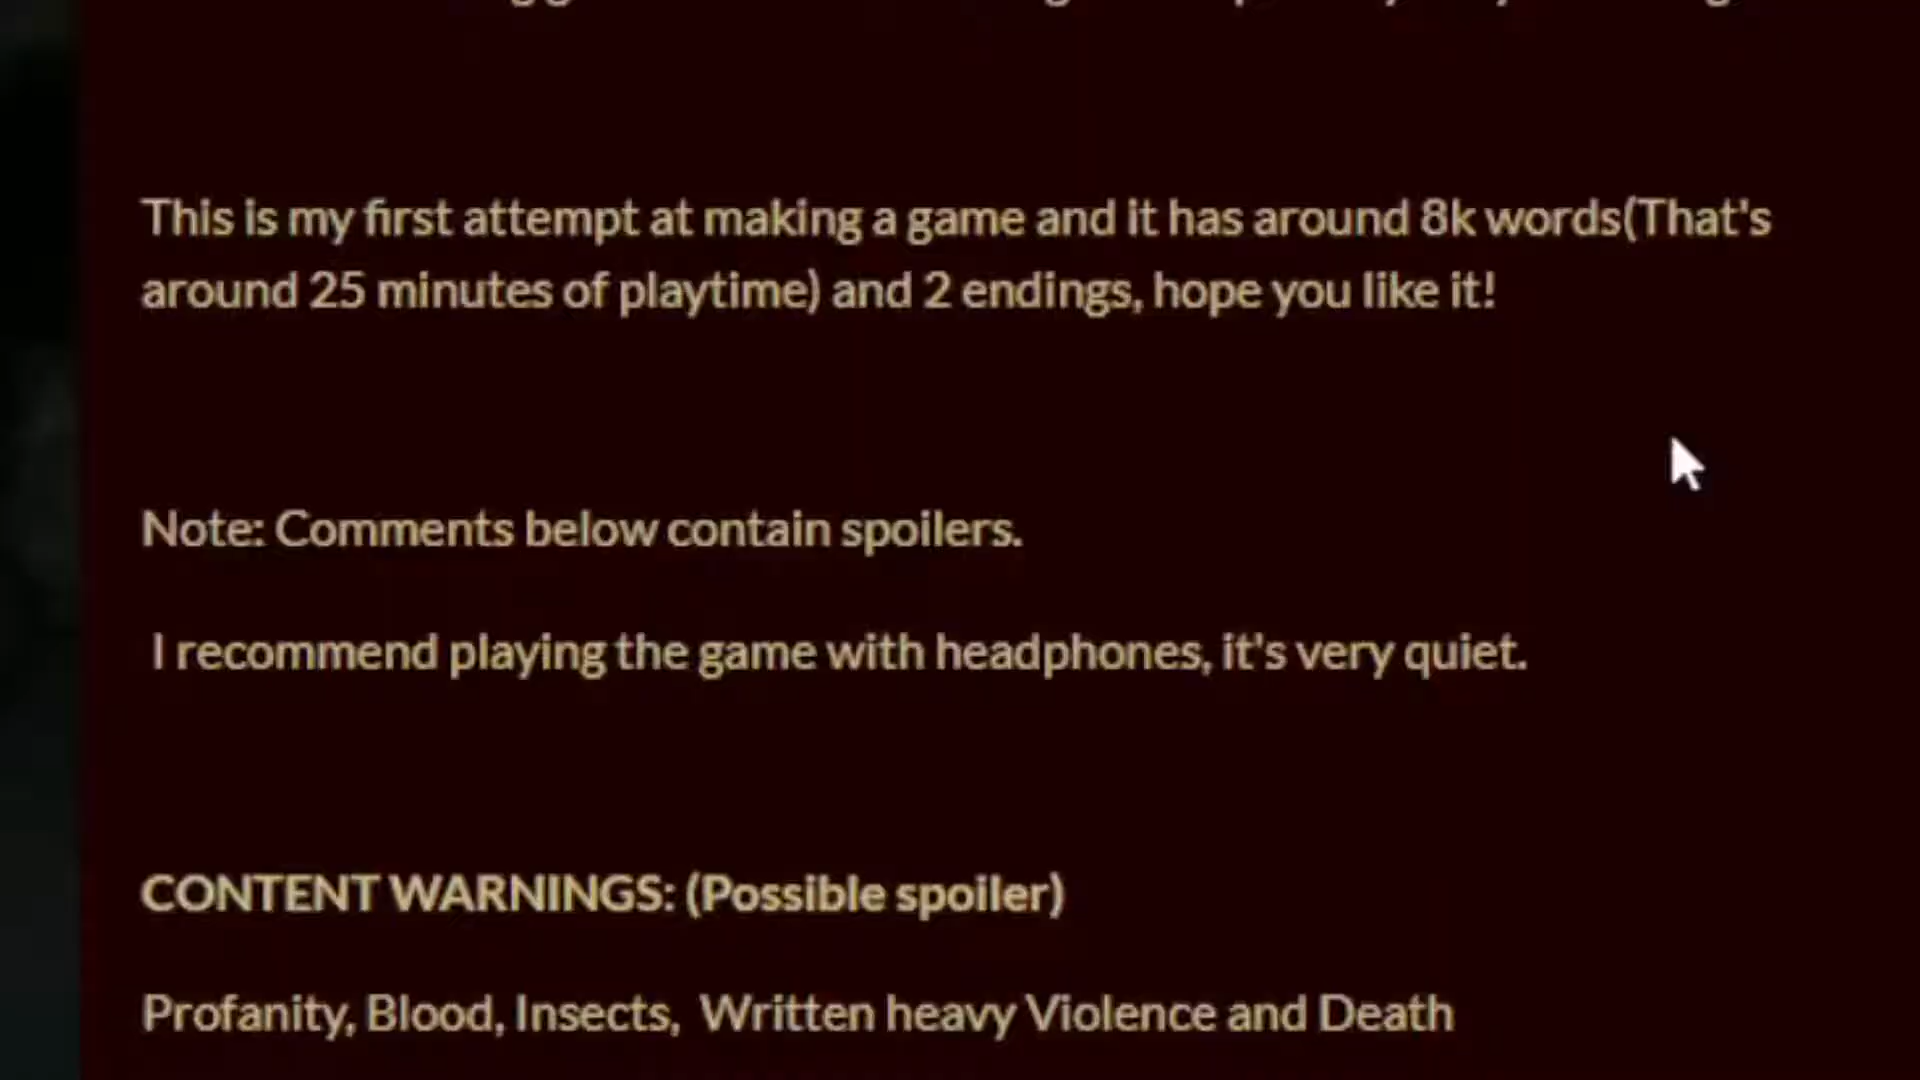 This is my first attempt at making a game and it has around 8k words(That's
around 25 minutes of playtime) and 2 endings, hope you like it!
Note: Comments below contain spoilers.
I recommend playing the game with headphones, it's very quiet.
CONTENT WARNINGS: (Possible spoiler)
Profanity, Blood, Insects, Written heavy Violence and Death